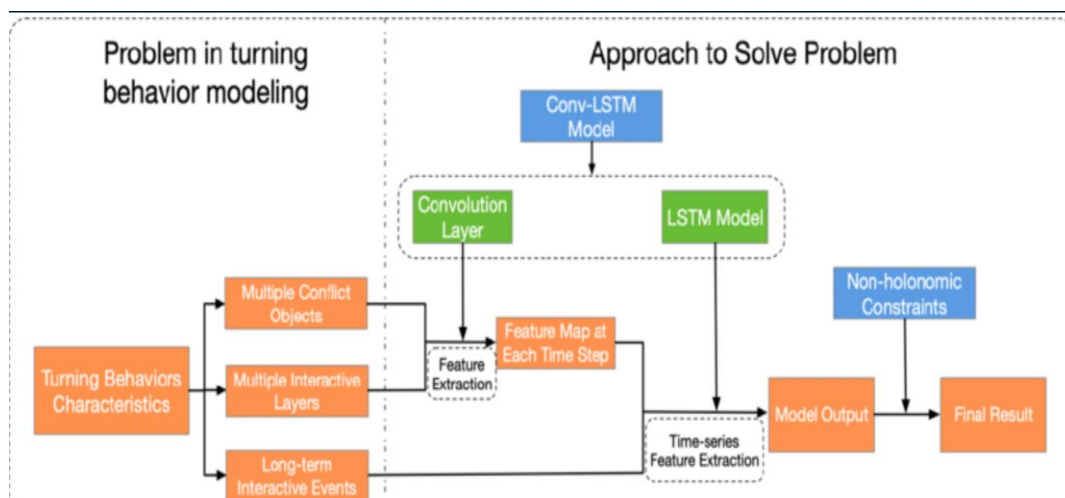 Problem in turning
behavior modeling
Approach to Solve Problem
Conv-LSTM
Model
Convolution
Layer
LSTM Model
Non-holonomic
Constraints
Multiple Conflict
Objects
Feature Map at
Each Time Step
Feature
Extraction
Turning Behaviors
Characteristics
Multiple Interactive
Layers
Model Output
Final Result
Time-series
Feature Extraction
Long-term
Interactive Events